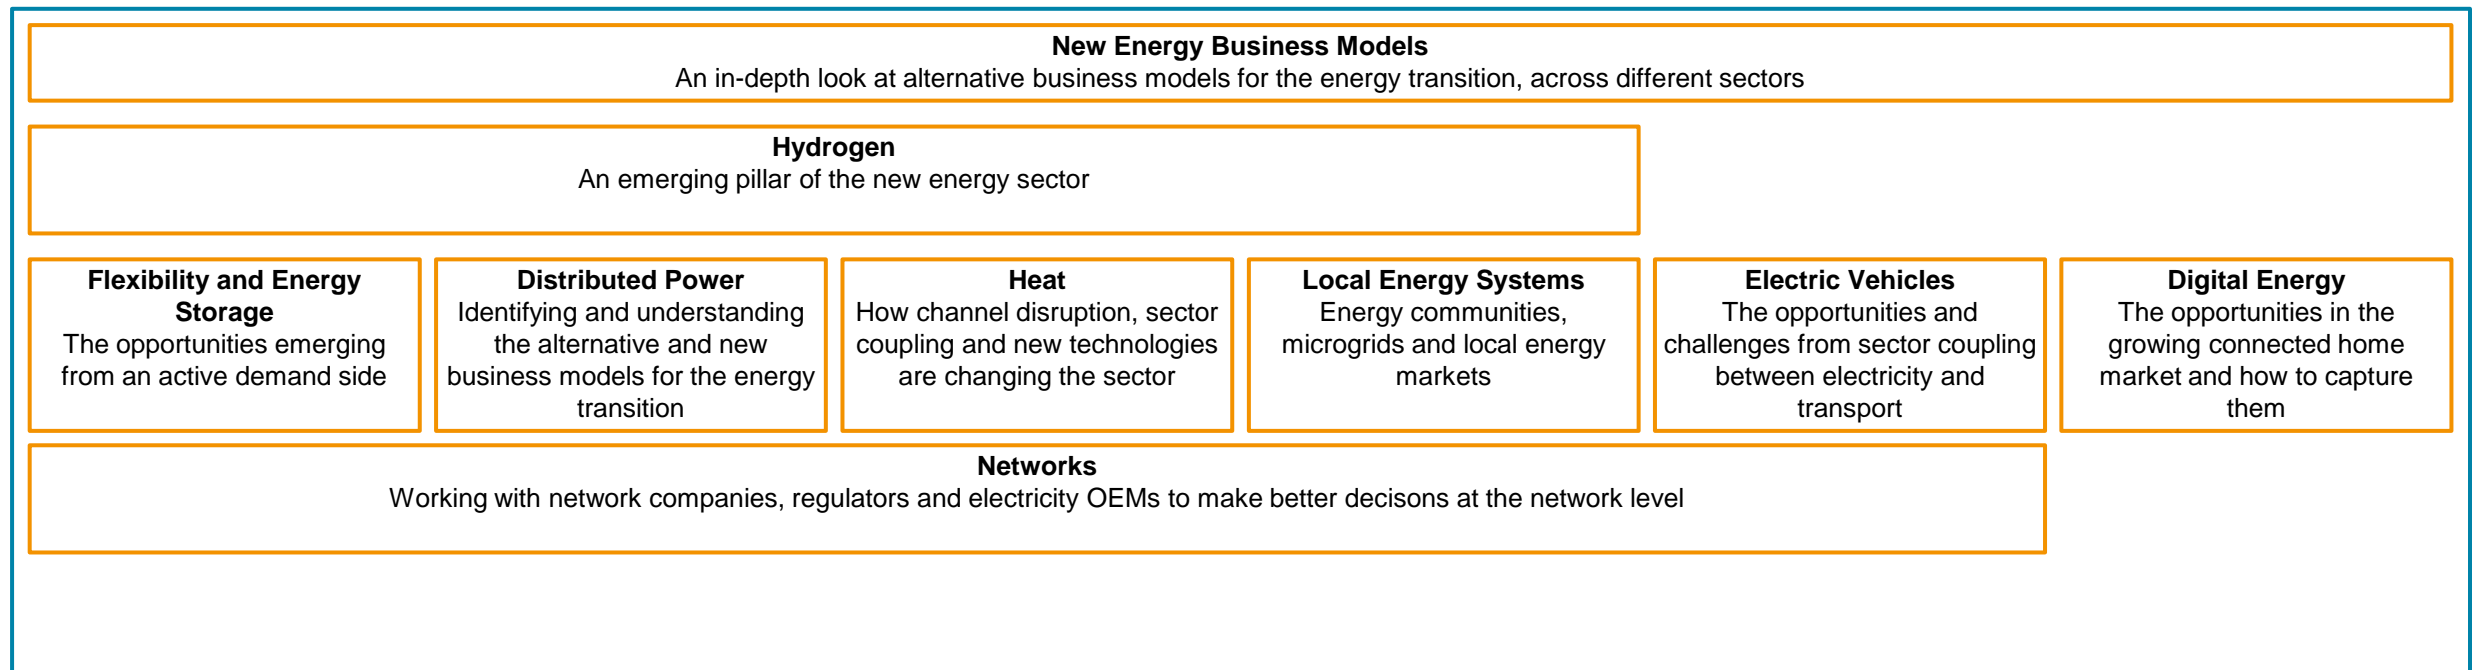 New Energy Business Models
An in-depth look at alternative business models for the energy transition, across different sectors
Hydrogen
An emerging pillar of the new energy sector
Flexibility and Energy
Storage
The opportunities emerging
from an active demand side
Distributed Power
Identifying and understanding
the alternative and new
business models for the energy
transition
Heat
How channel disruption, sector
coupling and new technologies
are changing the sector
Local Energy Systems
Energy communities,
microgrids and local energy
markets
Electric Vehicles
The opportunities and
challenges from sector coupling
between electricity and
transport
Digital Energy
The opportunities in the
growing connected home
market and how to capture
them
Networks
Working with network companies, regulators and electricity OEMs to make better decisons at the network level